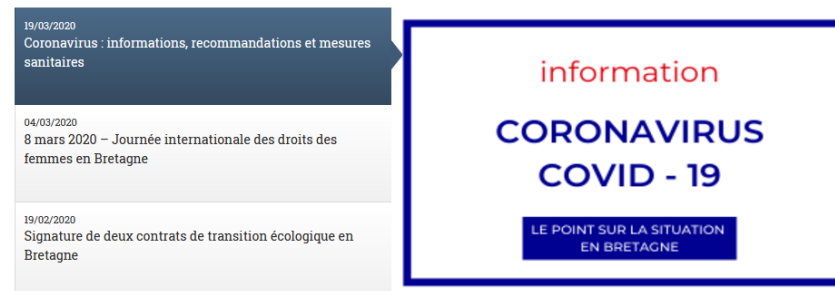 19/03/2020
Coronavirus : informations, recommandations et mesures
sanitaires
04/03/2020
8 mars 2020 – Journée internationale des droits des
femmes en Bretagne
19/02/2020
Signature de deux contrats de transition écologique en
Bretagne
information
CORONAVIRUS
COVID - 19
LE POINT SUR LA SITUATION
EN BRETAGNE